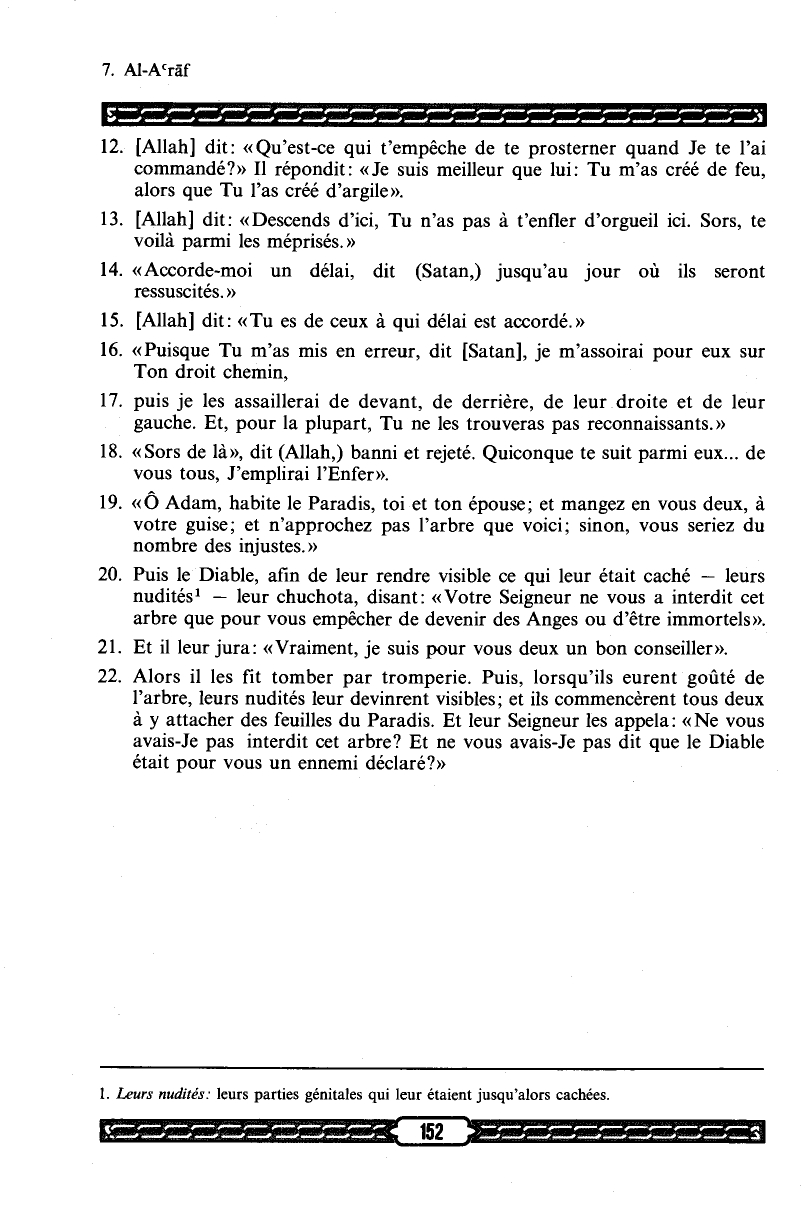 7. Al-Aᶜrāf
12. [Allah] dit: «Qu'est-ce qui t'empêche de te prosterner quand Je te l'ai
commandé?» Il répondit: «Je suis meilleur que lui: Tu m'as créé de feu,
alors que Tu l'as créé d'argile».
13. [Allah] dit: «Descends d'ici, Tu n'as pas à t'enfler d'orgueil ici. Sors, te
voilà parmi les méprisés.»
14. «Accorde-moi un délai, dit (Satan,) jusqu'au jour où ils seront
ressuscités.»
15. [Allah] dit: «Tu es de ceux à qui délai est accordé.»
16. «Puisque Tu m'as mis en erreur, dit [Satan], je m'assoirai pour eux sur
Ton droit chemin,
17. puis je les assaillerai de devant, de derrière, de leur droite et de leur
gauche. Et, pour la plupart, Tu ne les trouveras pas reconnaissants.»
18. «Sors de là», dit (Allah,) banni et rejeté. Quiconque te suit parmi eux... de
vous tous, J'emplirai l'Enfer».
19. «Ô Adam, habite le Paradis, toi et ton épouse; et mangez en vous deux, à
votre guise; et n'approchez pas l'arbre que voici; sinon, vous seriez du
nombre des injustes.»
20. Puis le Diable, afin de leur rendre visible ce qui leur était caché — leurs
nudités¹ — leur chuchota, disant: «Votre Seigneur ne vous a interdit cet
arbre que pour vous empêcher de devenir des Anges ou d'être immortels».
21. Et il leur jura: «Vraiment, je suis pour vous deux un bon conseiller».
22. Alors il les fit tomber par tromperie. Puis, lorsqu'ils eurent goûté de
l'arbre, leurs nudités leur devinrent visibles; et ils commencèrent tous deux
à y attacher des feuilles du Paradis. Et leur Seigneur les appela: «Ne vous
avais-Je pas interdit cet arbre? Et ne vous avais-Je pas dit que le Diable
était pour vous un ennemi déclaré?»
1. Leurs nudités: leurs parties génitales qui leur étaient jusqu'alors cachées.
152